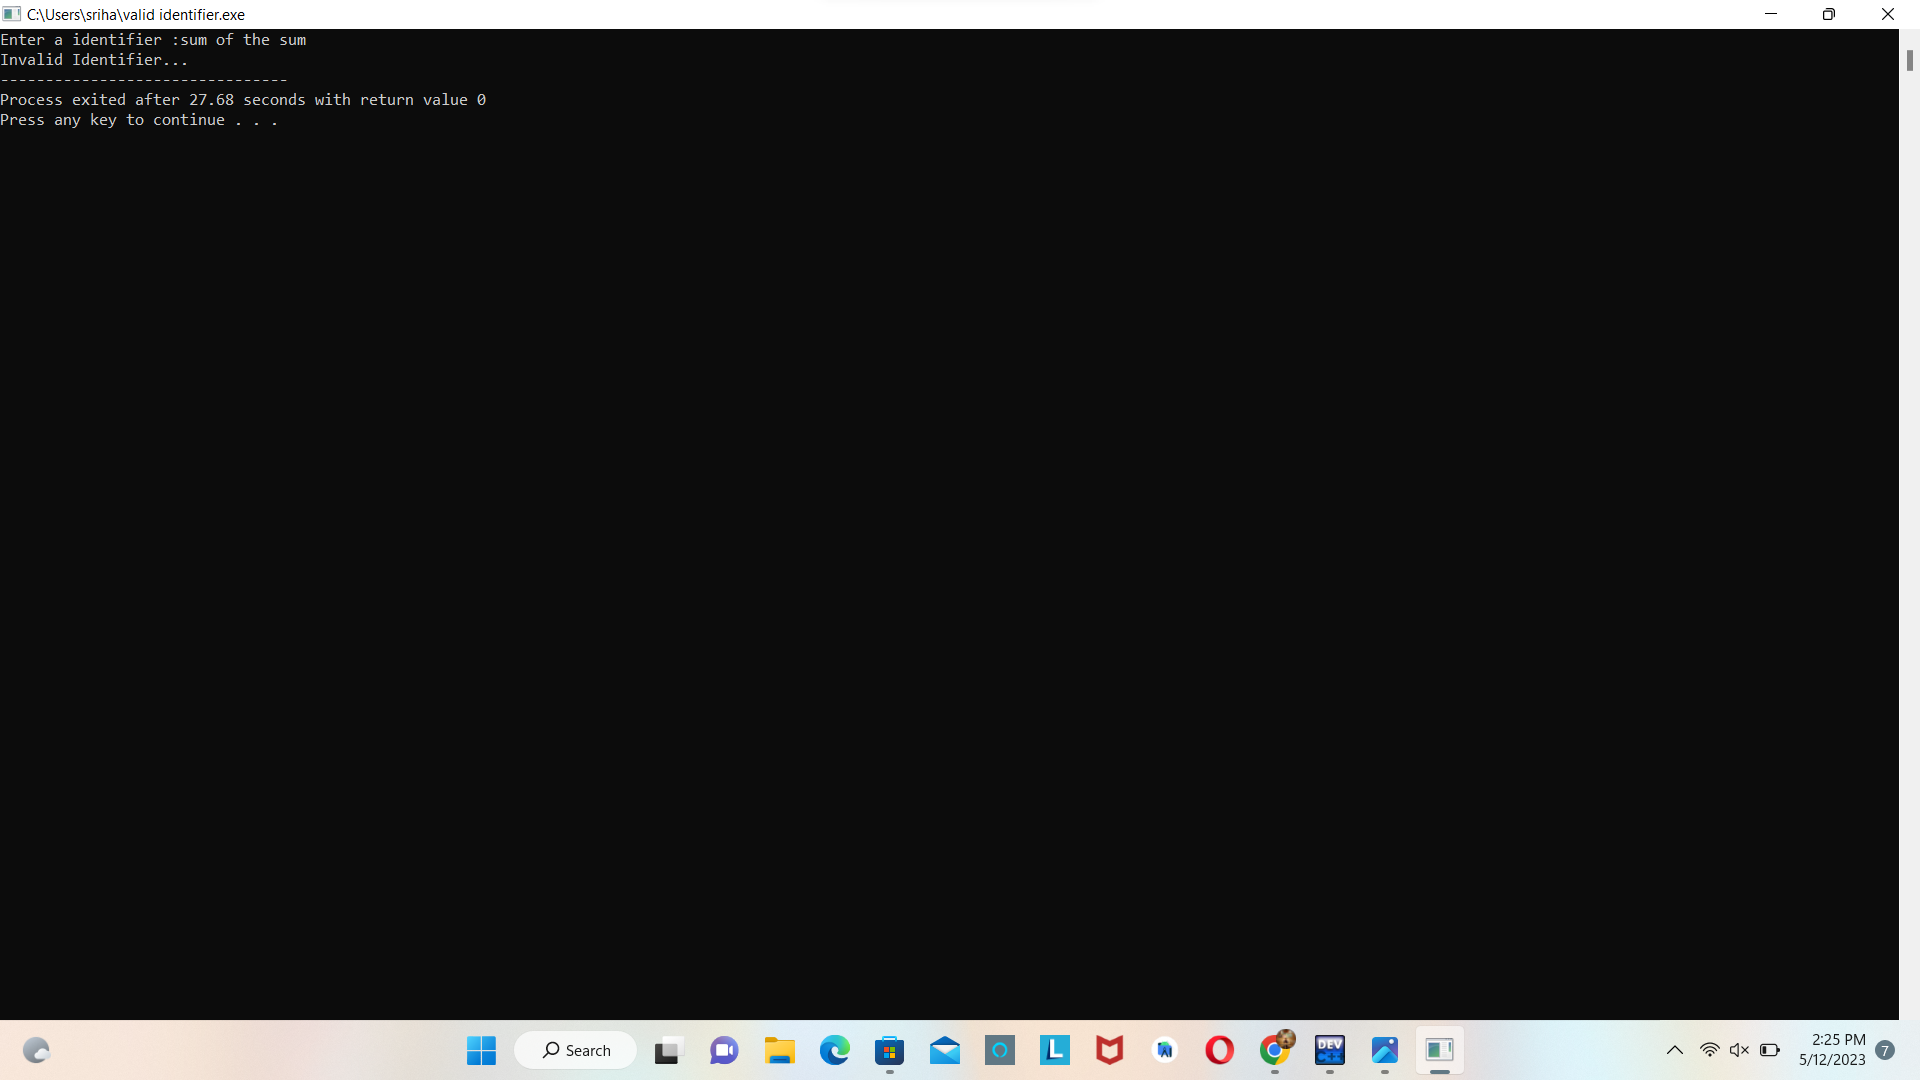 C:\Users\sriha\valid identifier.exe
Enter a identifier :sum of the sum
Invalid Identifier...
--------------------------------
Process exited after 27.68 seconds with return value 0
Press any key to continue . . .
Search
L
AI
DEV
C++
2:25 PM
5/12/2023
7